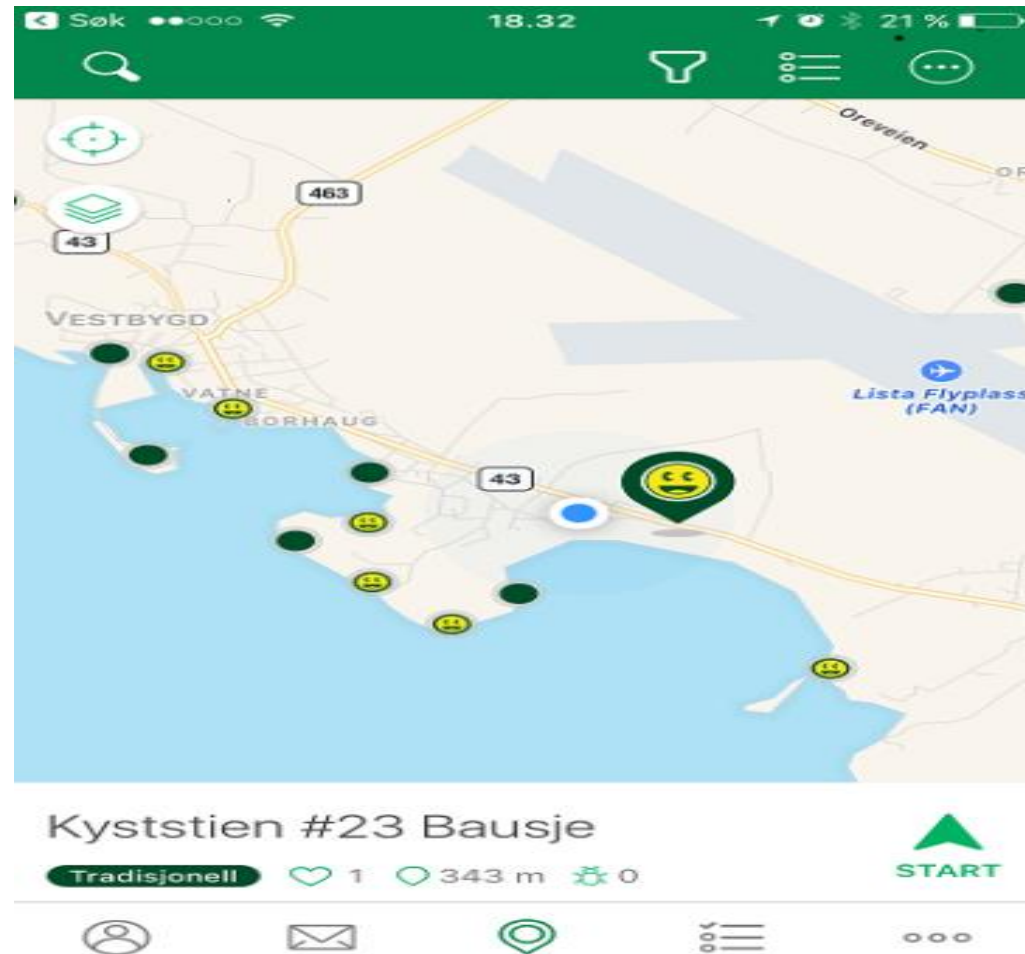 Søk 18.32 21 %
Oreveien
463
43
VESTBYGD
VATNE
BORHAUG
Lista Flyplass
(FAN)
43
Kyststien #23 Bausje
Tradisjonell 1 343 m 0
START